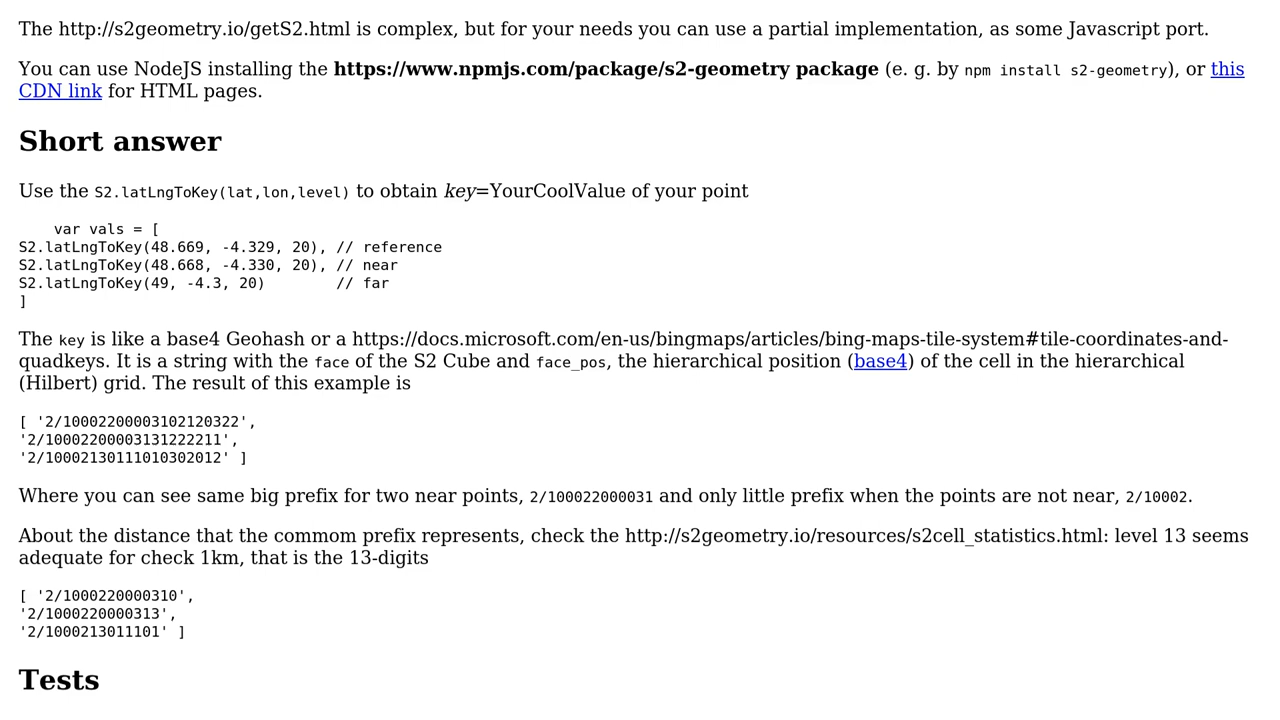 The http://s2geometry.io/getS2.html is complex, but for your needs you can use a partial implementation, as some Javascript port.
You can use NodeJS installing the https://www.npmjs.com/package/s2-geometry package (e. g. by npm install s2-geometry), or this
CDN link for HTML pages.
Short answer
Use the S2.latLngToKey(lat,lon,level) to obtain key=YourCoolValue of your point
var vals = [
S2.latLngToKey(48.669, -4.329, 20), // reference
S2.latLngToKey(48.668, -4.330, 20), // near
S2.latLngToKey(49, -4.3, 20)        // far
]
The key is like a base4 Geohash or a https://docs.microsoft.com/en-us/bingmaps/articles/bing-maps-tile-system#tile-coordinates-and-
quadkeys. It is a string with the face of the S2 Cube and face_pos, the hierarchical position (base4) of the cell in the hierarchical
(Hilbert) grid. The result of this example is
[ '2/10002200003102120322',
'2/10002200003131222211',
'2/10002130111010302012' ]
Where you can see same big prefix for two near points, 2/100022000031 and only little prefix when the points are not near, 2/10002.
About the distance that the commom prefix represents, check the http://s2geometry.io/resources/s2cell_statistics.html: level 13 seems
adequate for check 1km, that is the 13-digits
[ '2/1000220000310',
'2/1000220000313',
'2/1000213011101' ]
Tests